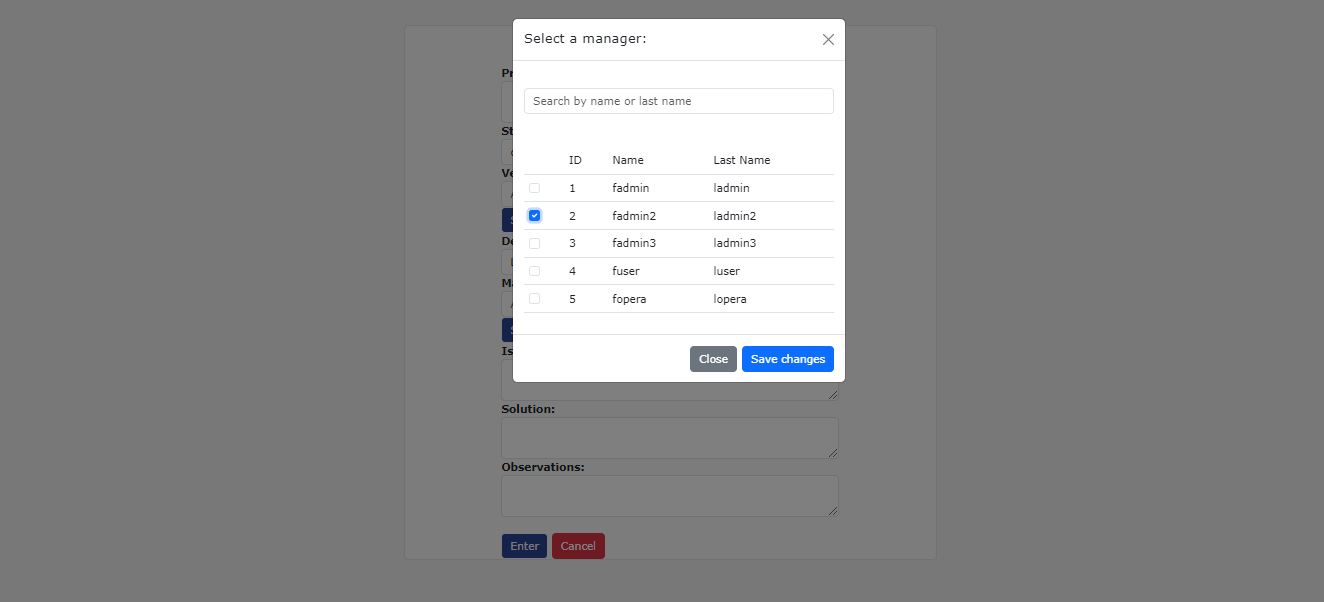 Select a manager:
Search by name or last name
ID Name Last Name
1 fadmin ladmin
2 fadmin2 ladmin2
3 fadmin3 ladmin3
4 fuser luser
5 fopera lopera
Close Save changes
Solution:
Observations:
Enter Cancel